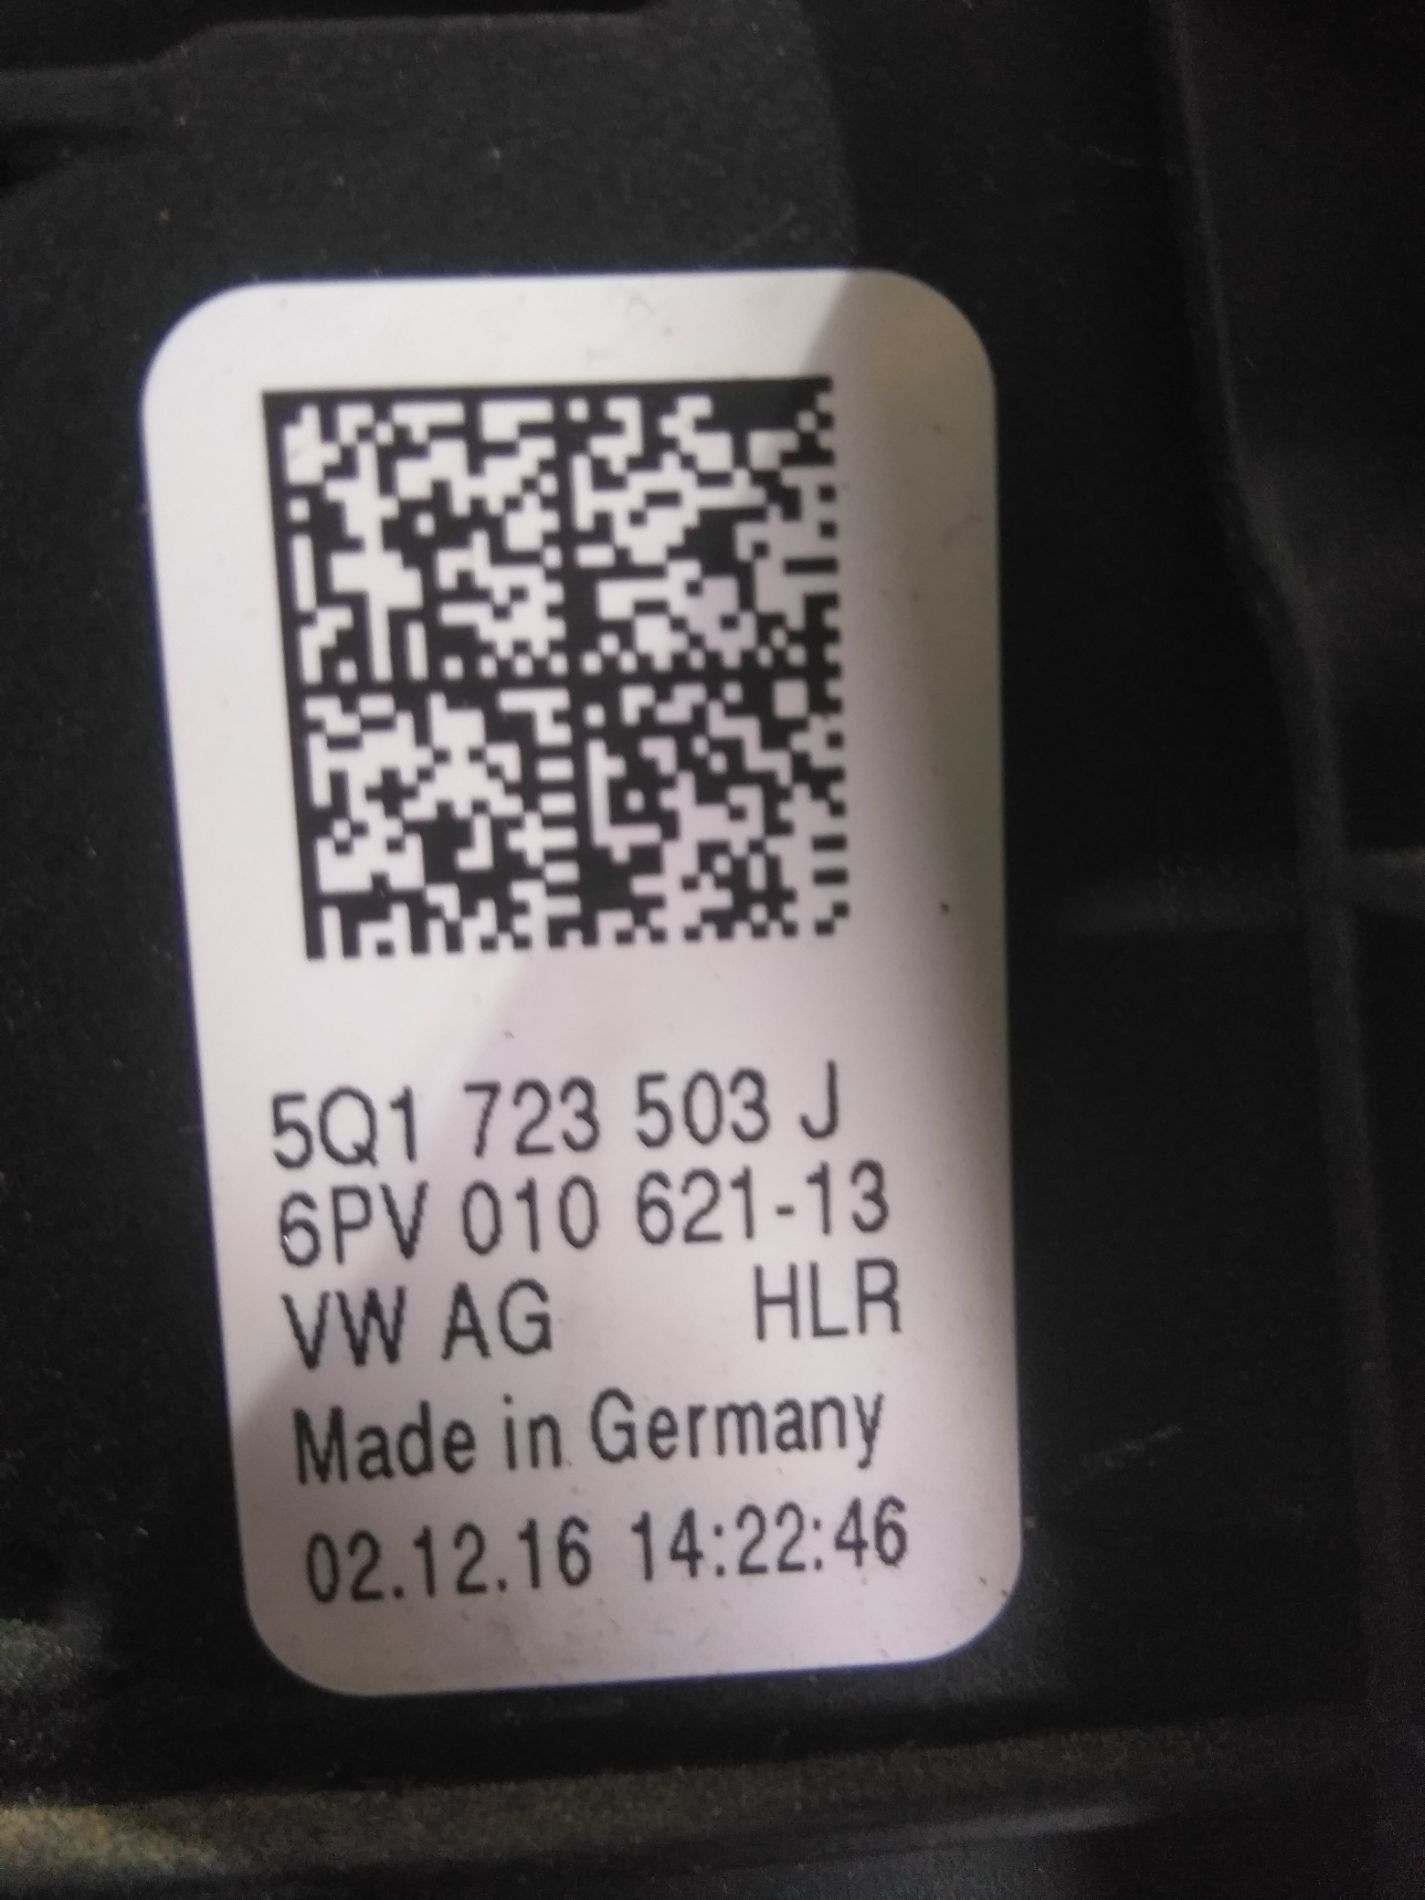 5Q1 723 503 J
6PV 010 621-13
VW AG HLR
Made in Germany
02.12.16 14:22:46